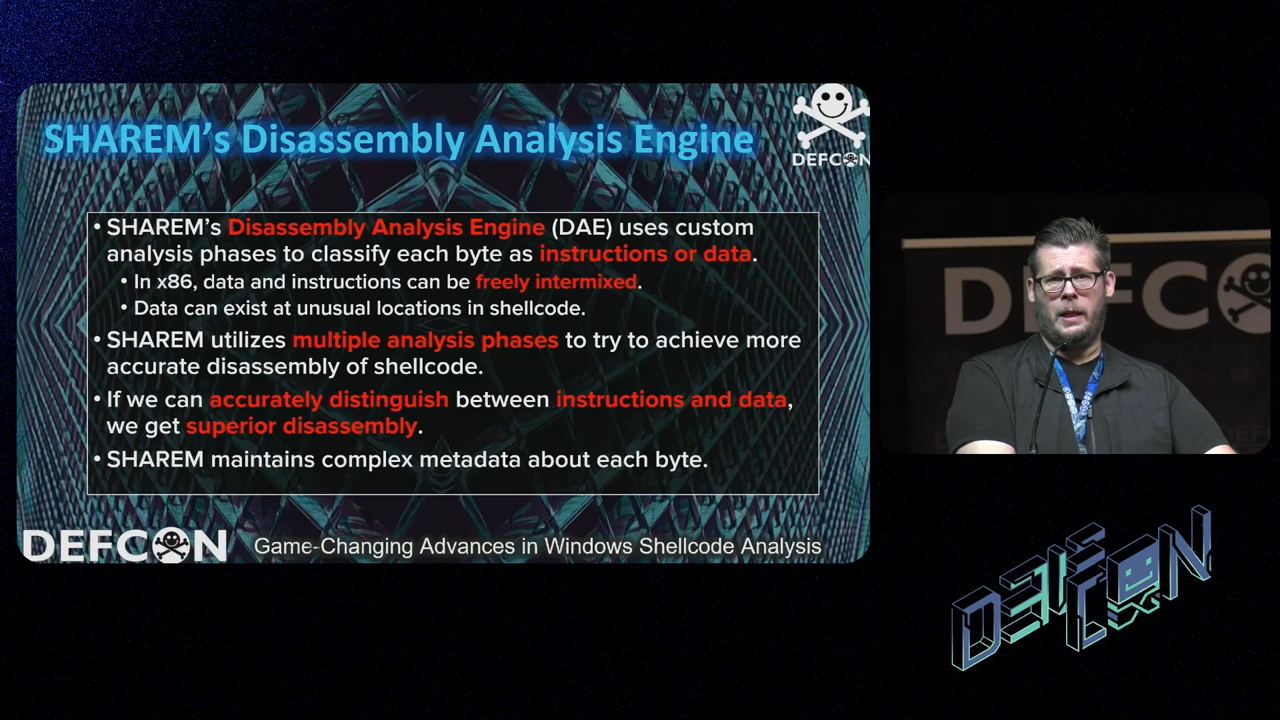 SHAREM's Disassembly Analysis Engine
DEFCON
• SHAREM's Disassembly Analysis Engine (DAE) uses custom
analysis phases to classify each byte as instructions or data.
• In x86, data and instructions can be freely intermixed.
• Data can exist at unusual locations in shellcode.
• SHAREM utilizes multiple analysis phases to try to achieve more
accurate disassembly of shellcode.
• If we can accurately distinguish between instructions and data,
we get superior disassembly.
• SHAREM maintains complex metadata about each byte.
DEFCON
Game-Changing Advances in Windows Shellcode Analysis
DEFC